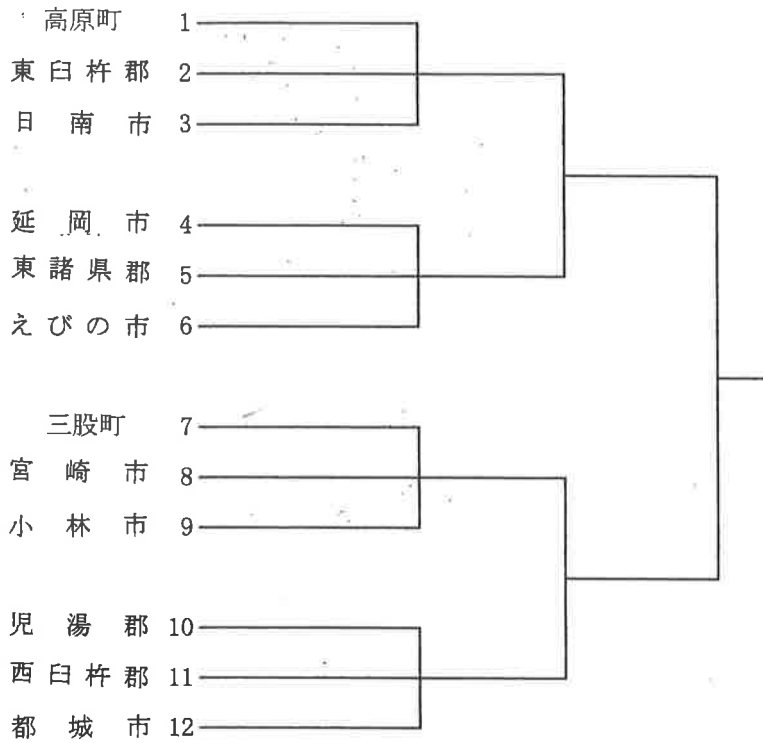 高原町 1
東臼杵郡 2
日南市 3
延岡市 4
東諸県郡 5
えびの市 6
三股町 7
宮崎市 8
小林市 9
児湯郡 10
西臼杵郡 11
都城市 12